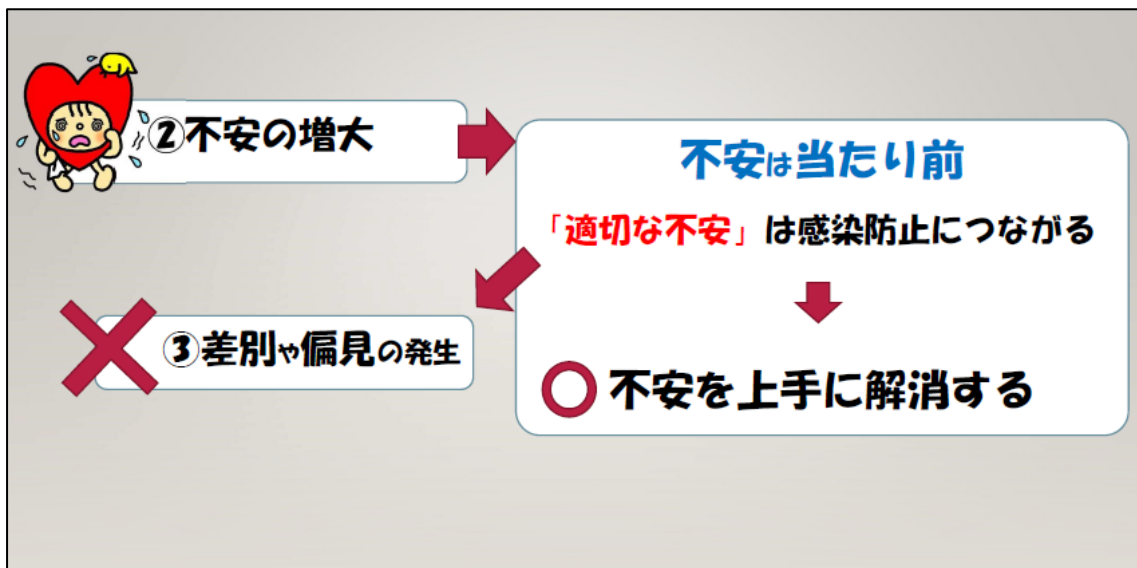 ②不安の増大
不安は当たり前
「適切な不安」は感染防止につながる
③差別や偏見の発生
不安を上手に解消する